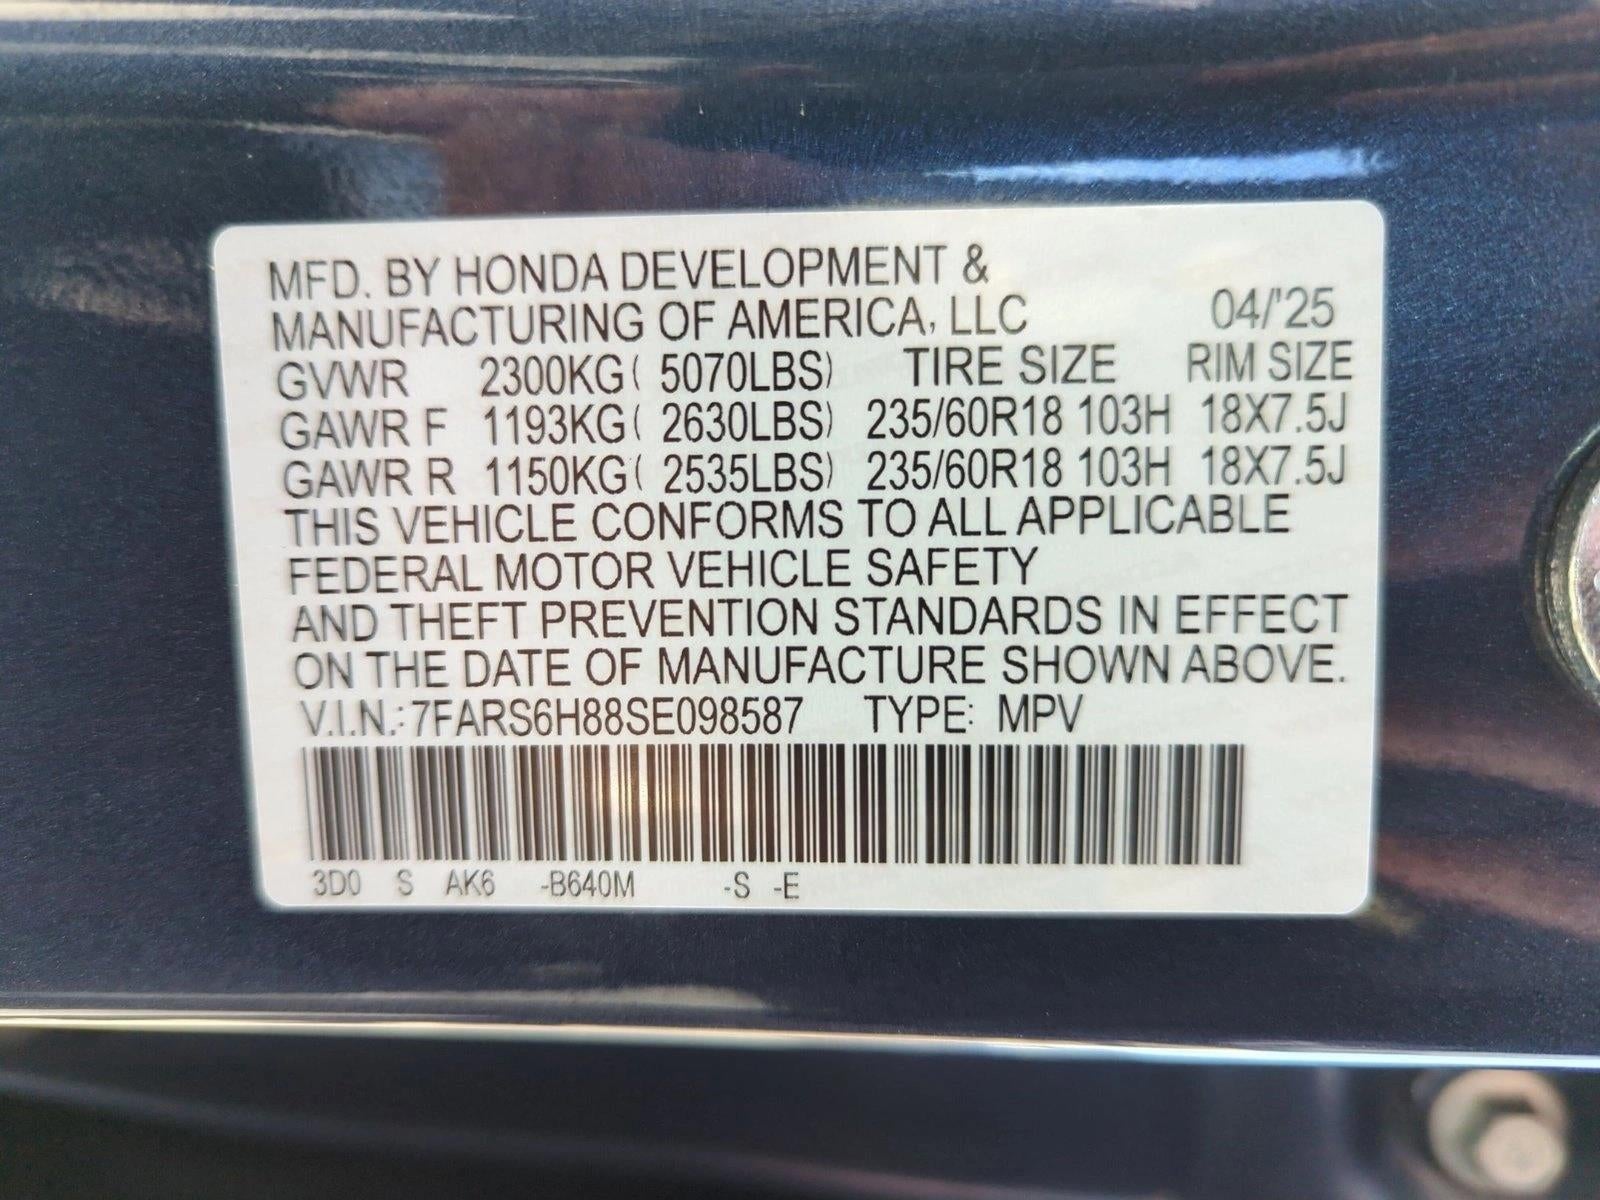 MFD. BY HONDA DEVELOPMENT &
MANUFACTURING OF AMERICA, LLC 04/'25
GVWR 2300KG( 5070LBS) TIRE SIZE RIM SIZE
GAWR F 1193KG( 2630LBS) 235/60R18 103H 18X7.5J
GAWR R 1150KG( 2535LBS) 235/60R18 103H 18X7.5J
THIS VEHICLE CONFORMS TO ALL APPLICABLE
FEDERAL MOTOR VEHICLE SAFETY
AND THEFT PREVENTION STANDARDS IN EFFECT
ON THE DATE OF MANUFACTURE SHOWN ABOVE.
V.I.N.: 7FARS6H88SE098587 TYPE: MPV
3D0 S AK6 -B640M -S -E